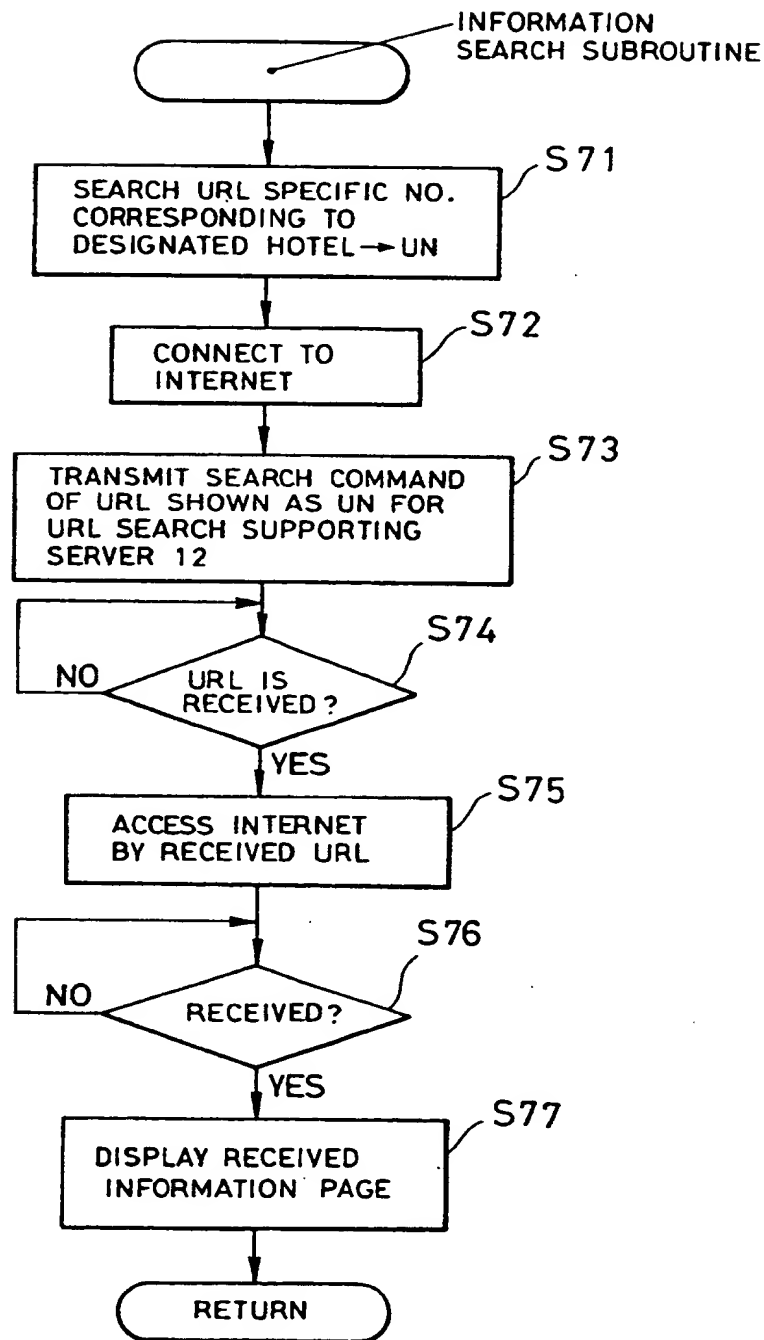 INFORMATION
SEARCH SUBROUTINE
S71
SEARCH URL SPECIFIC NO.
CORRESPONDING TO
DESIGNATED HOTEL → UN
S72
CONNECT TO
INTERNET
S73
TRANSMIT SEARCH COMMAND
OF URL SHOWN AS UN FOR
URL SEARCH SUPPORTING
SERVER 12
S74
NO
URL IS
RECEIVED?
YES
S75
ACCESS INTERNET
BY RECEIVED URL
S76
NO
RECEIVED?
YES
S77
DISPLAY RECEIVED
INFORMATION PAGE
RETURN